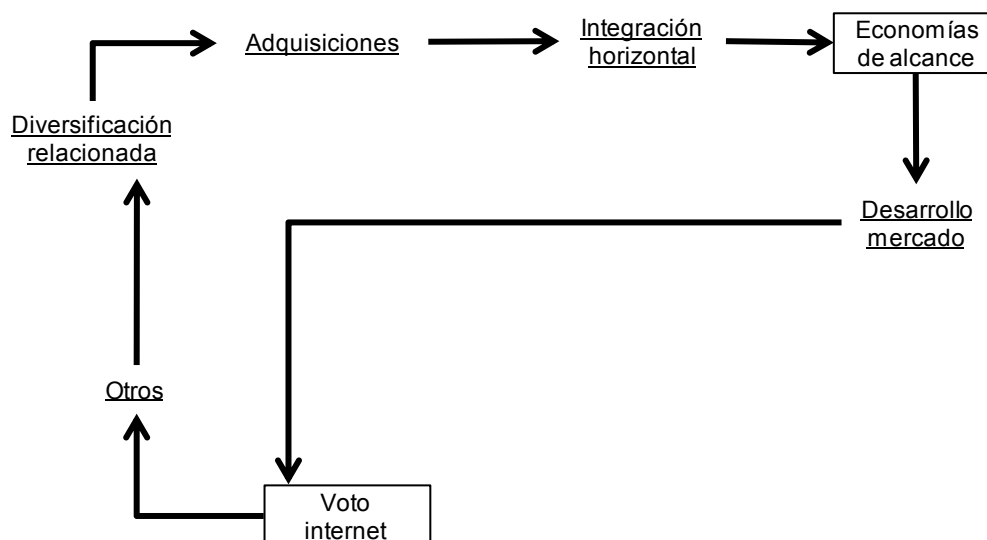 Adquisiciones
Integración
horizontal
Economías
de alcance
Diversificación
relacionada
Desarrollo
mercado
Otros
Voto
internet